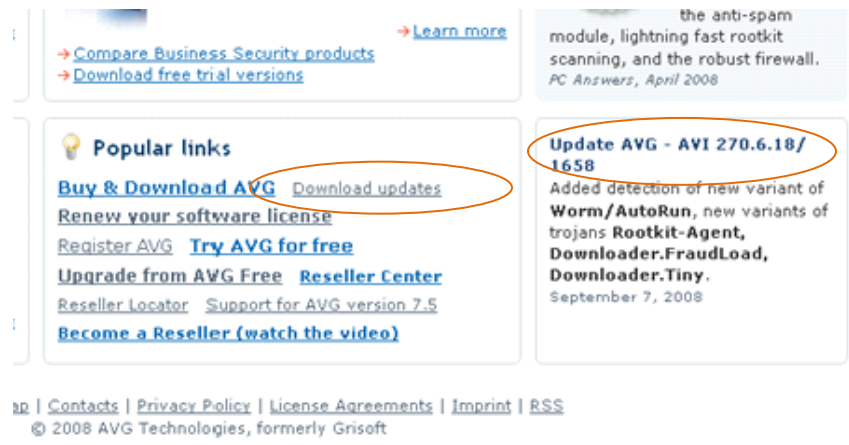 → Learn more
→ Compare Business Security products
→ Download free trial versions
the anti-spam
module, lightning fast rootkit
scanning, and the robust firewall.
PC Answers, April 2008
Popular links
Buy & Download AVG Download updates
Renew your software license
Register AVG Try AVG for free
Upgrade from AVG Free Reseller Center
Reseller Locator Support for AVG version 7.5
Become a Reseller (watch the video)
Update AVG - AVI 270.6.18/
1658
Added detection of new variant of
Worm/AutoRun, new variants of
trojans Rootkit-Agent,
Downloader.FraudLoad,
Downloader.Tiny.
September 7, 2008
ap | Contacts | Privacy Policy | License Agreements | Imprint | RSS
© 2008 AVG Technologies, formerly Grisoft